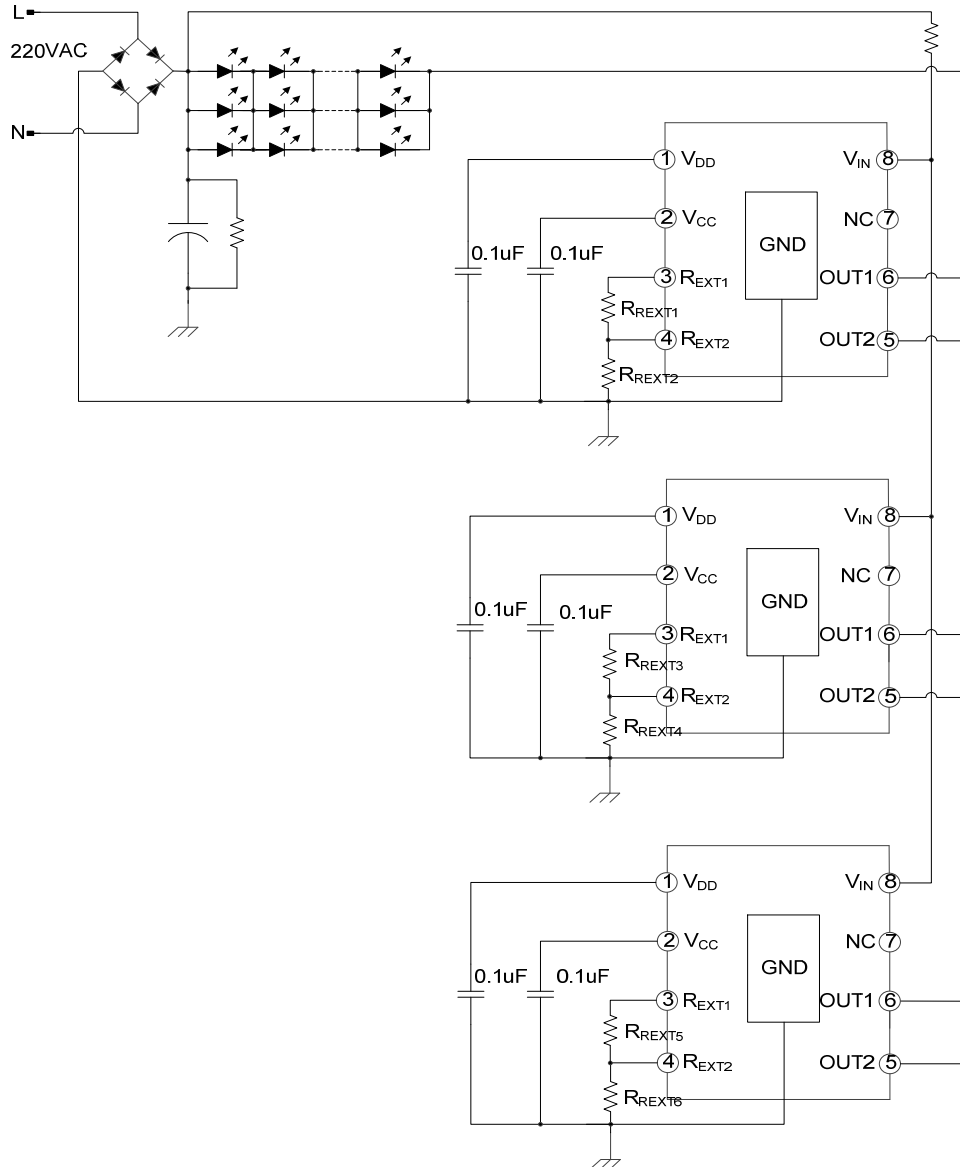 L
220VAC
N
1 VDD VIN 8
2 VCC NC 7
GND
0.1uF 0.1uF
3 REXT1 OUT1 6
RREXT1
4 REXT2 OUT2 5
RREXT2
1 VDD VIN 8
2 VCC NC 7
GND
0.1uF 0.1uF
3 REXT1 OUT1 6
RREXT3
4 REXT2 OUT2 5
RREXT4
1 VDD VIN 8
2 VCC NC 7
GND
0.1uF 0.1uF
3 REXT1 OUT1 6
RREXT5
4 REXT2 OUT2 5
RREXT6